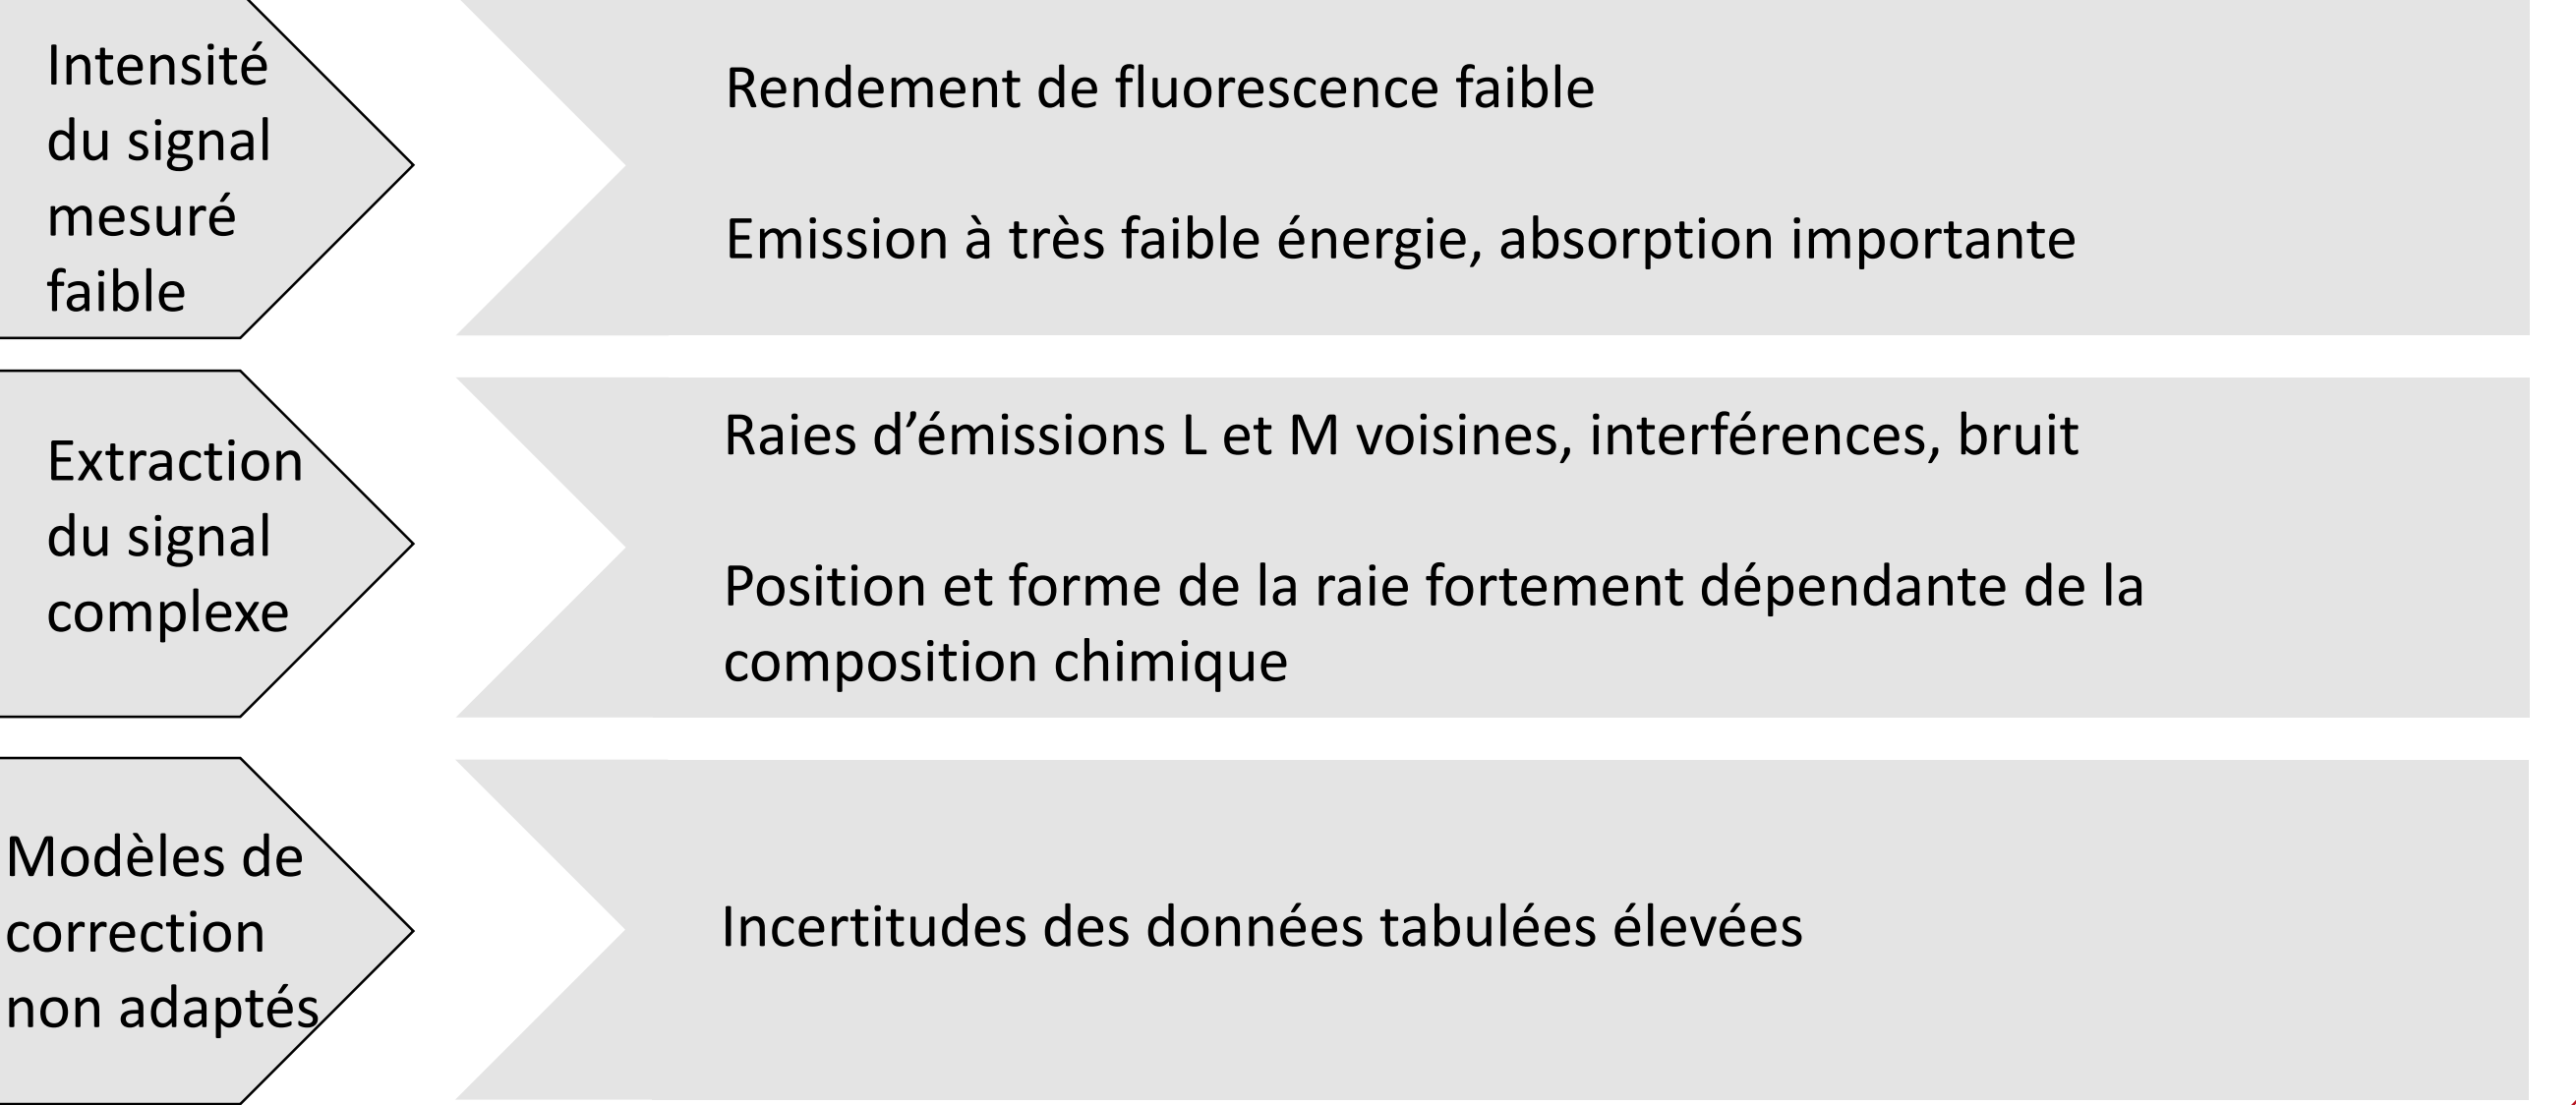 Intensité
du signal
mesuré
faible
Rendement de fluorescence faible
Emission à très faible énergie, absorption importante
Extraction
du signal
complexe
Raies d’émissions L et M voisines, interférences, bruit
Position et forme de la raie fortement dépendante de la
composition chimique
Modèles de
correction
non adaptés
Incertitudes des données tabulées élevées